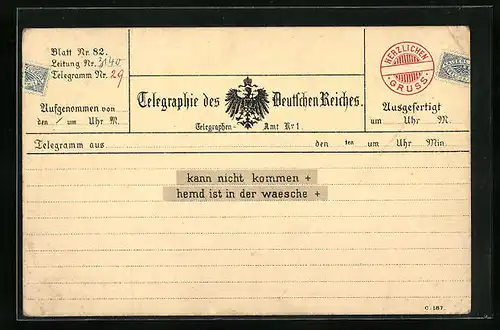 Blatt Nr. 82.
Leitung Nr. 3140
Telegramm Nr. 29
Aufgenommen von
den / um Uhr M.
Telegraphie des Deutschen Reiches.
Telegraphen- Amt No 1.
HERZLICHEN
GRUSS
Ausgefertigt
um Uhr M.
Telegramm aus den ten um Uhr Min.
kann nicht kommen +
hemd ist in der waesche +
C. 187.